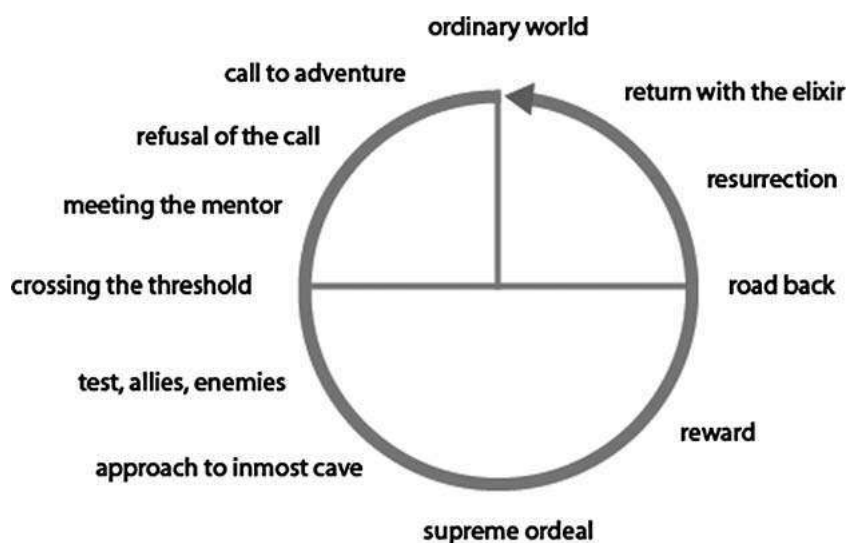 ordinary world
call to adventure
return with the elixir
refusal of the call
resurrection
meeting the mentor
crossing the threshold
road back
test, allies, enemies
reward
approach to inmost cave
supreme ordeal